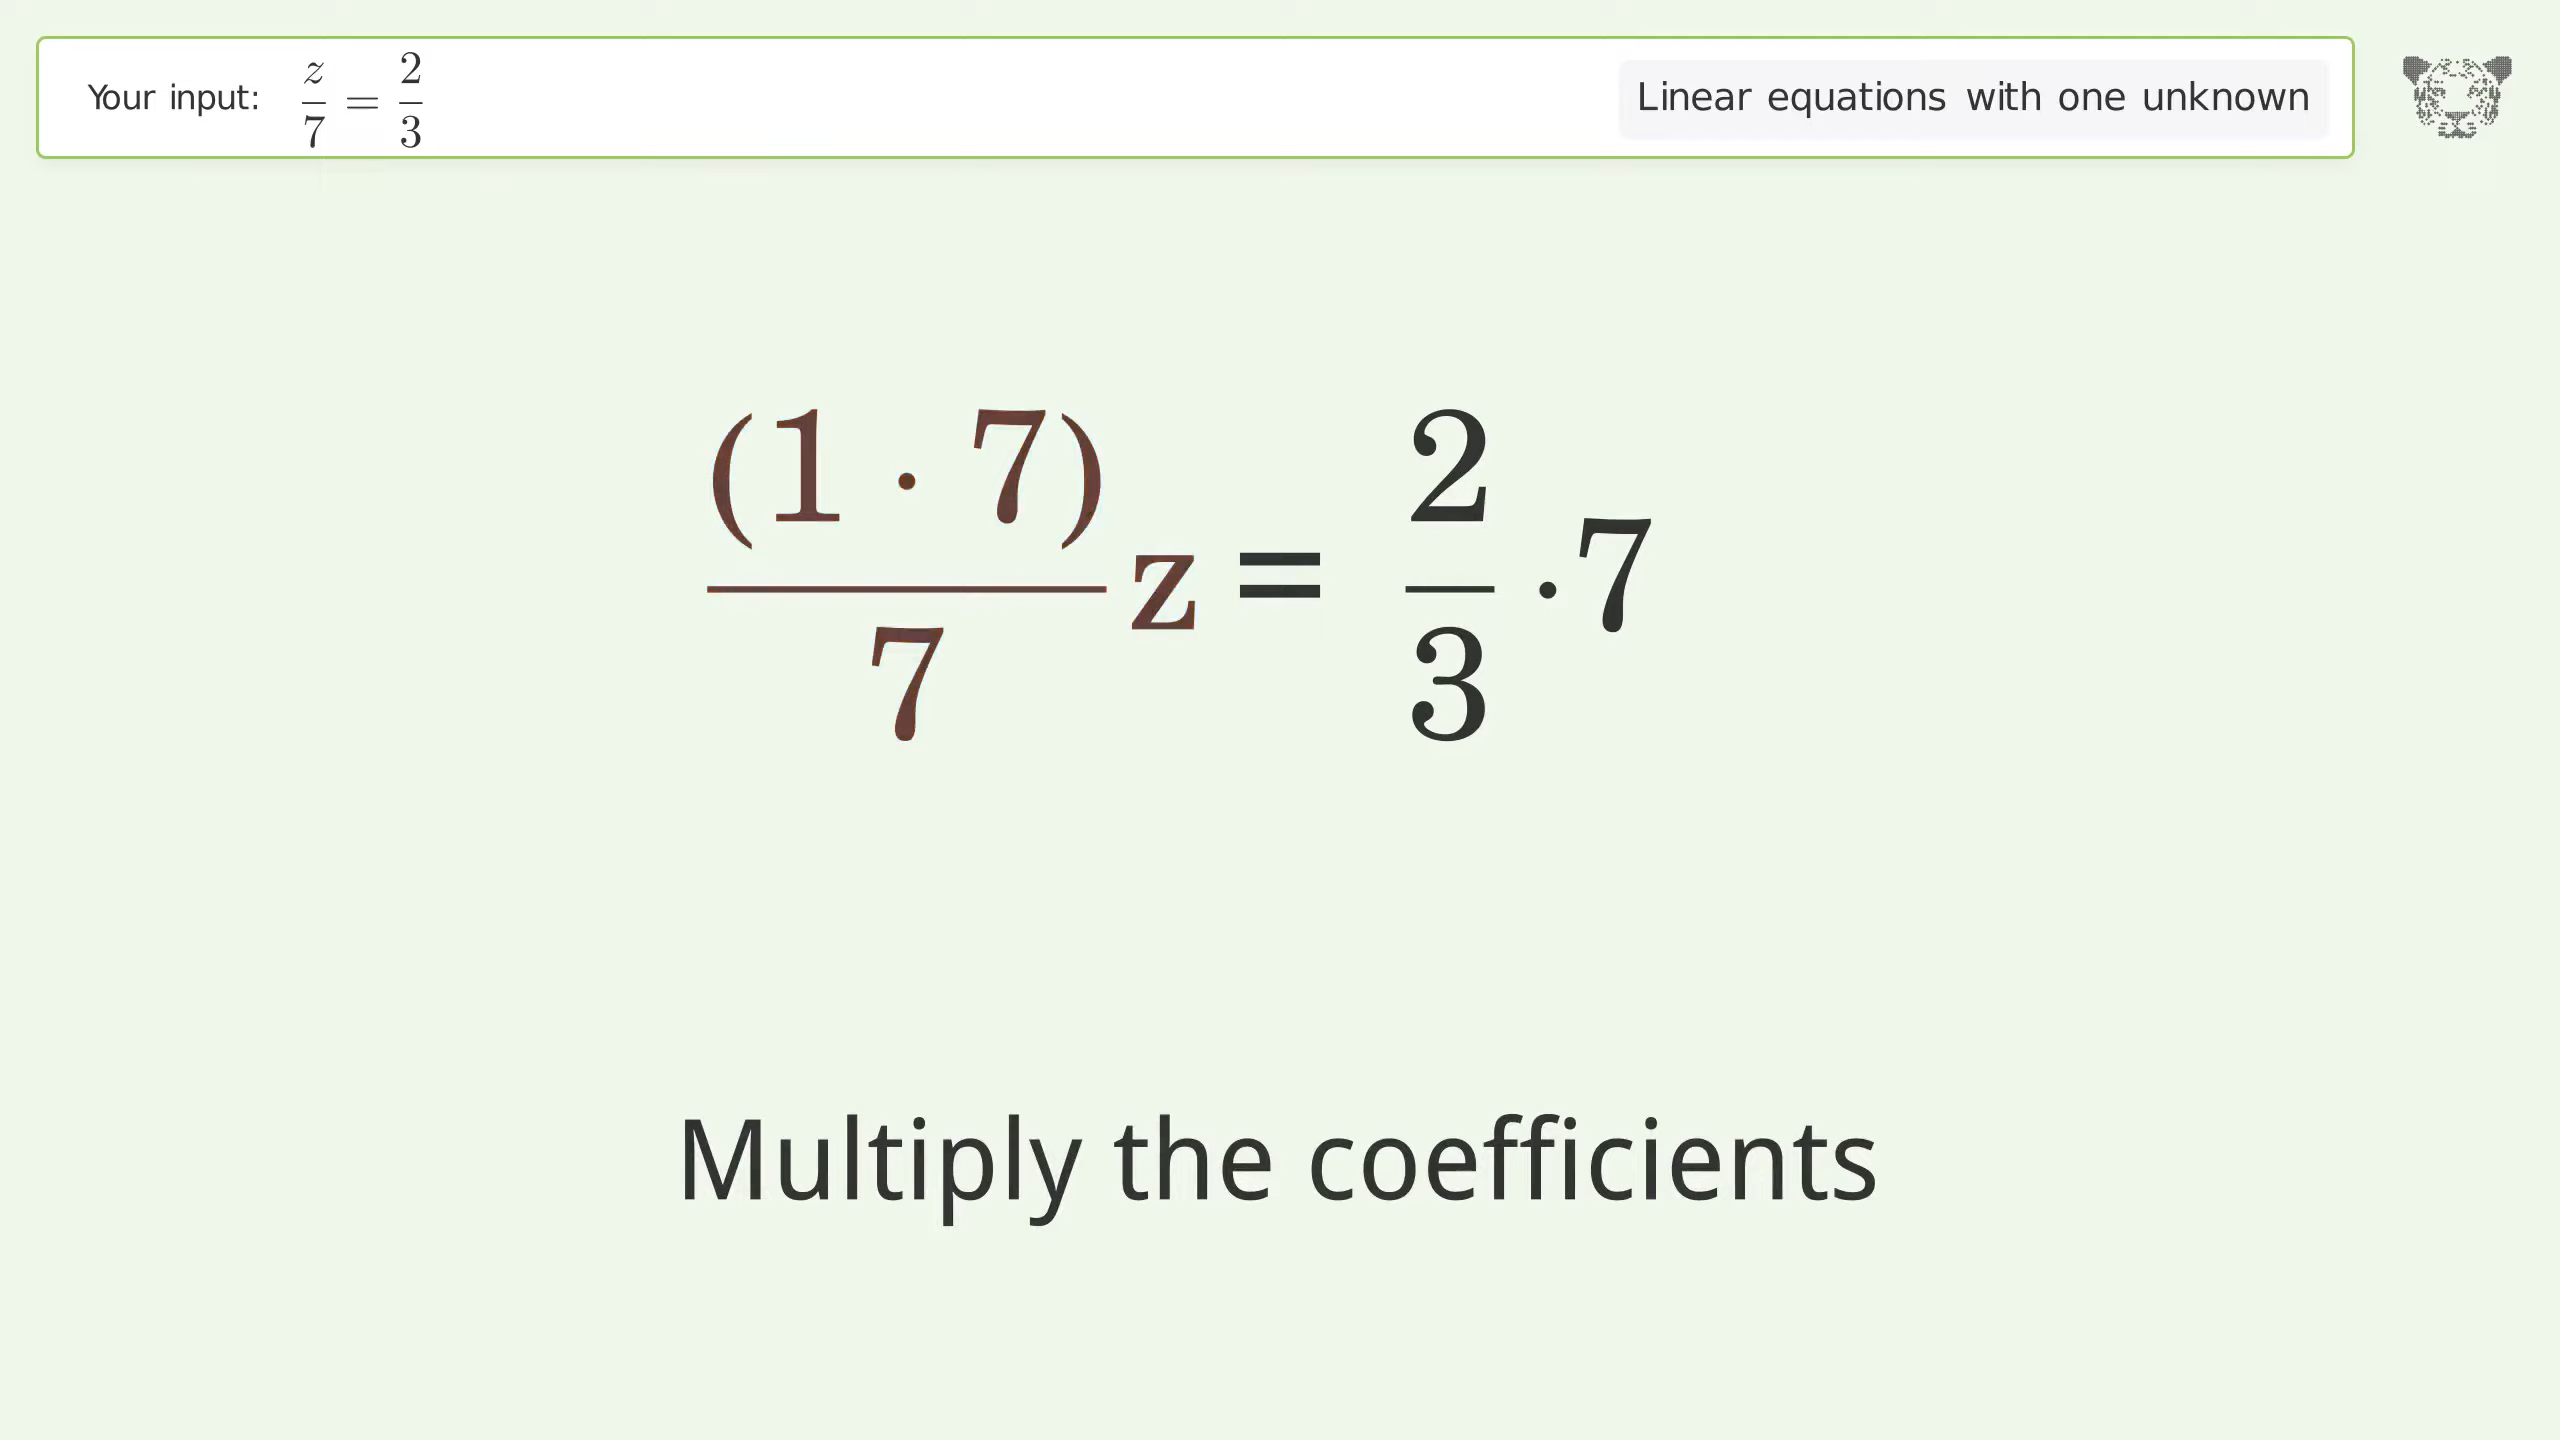 Your input: z/7 = 2/3
Linear equations with one unknown
(1 · 7)/7 z = 2/3 · 7
Multiply the coefficients